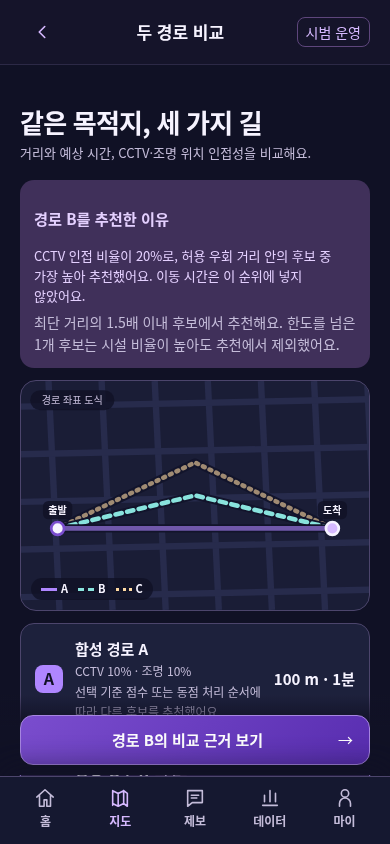 두 경로 비교
시범 운영
같은 목적지, 세 가지 길
거리와 예상 시간, CCTV·조명 위치 인접성을 비교해요.
경로 B를 추천한 이유
CCTV 인접 비율이 20%로, 허용 우회 거리 안의 후보 중
가장 높아 추천했어요. 이동 시간은 이 순위에 넣지
않았어요.
최단 거리의 1.5배 이내 후보에서 추천해요. 한도를 넘은
1개 후보는 시설 비율이 높아도 추천에서 제외했어요.
경로 좌표 도식
출발
도착
A
B
C
합성 경로 A
A
CCTV 10% · 조명 10%
100 m · 1분
선택 기준 점수 또는 동점 처리 순서에
따라 다른 후보를 추천했어요
경로 B의 비교 근거 보기 →
홈
지도
제보
데이터
마이